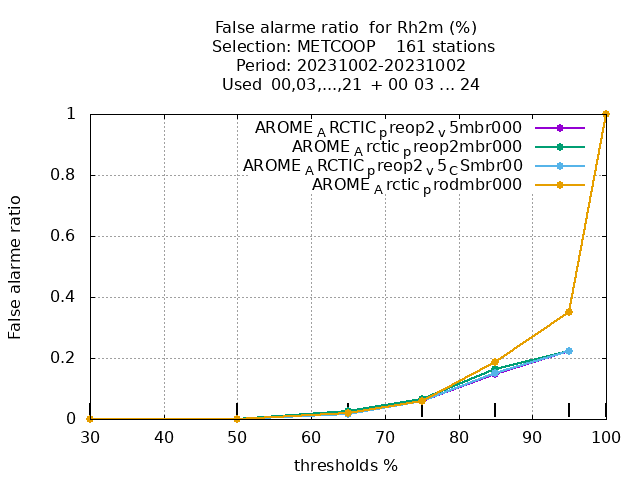 False alarme ratio for Rh2m (%)
Selection: METCOOP 161 stations
Period: 20231002-20231002
Used 00,03,...,21 + 00 03 ... 24
AROME_ARCTIC_preop2_v5mbr000
AROME_Arctic_preop2mbr000
AROME_ARCTIC_preop2_v5_CSmbr00
AROME_Arctic_prodmbr000
1
0.8
0.6
0.4
0.2
0
False alarme ratio
30 40 50 60 70 80 90 100
thresholds %